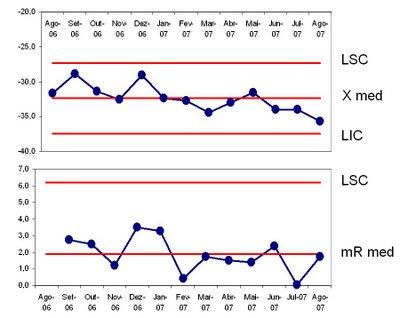 -20.0
Ago- Set- Out- Nov- Dez- Jan- Fev- Mar- Abr- Mai- Jun- Jul- Ago-
06 06 06 06 06 07 07 07 07 07 07 07 07
-25.0
LSC
-30.0
X med
-35.0
LIC
-40.0
7.0
LSC
6.0
5.0
4.0
3.0
2.0
mR med
1.0
0.0
Ago- Set- Out- Nov- Dez- Jan- Fev- Mar- Abr- Mai- Jun- Jul-07 Ago-
06 06 06 06 06 07 07 07 07 07 07 07